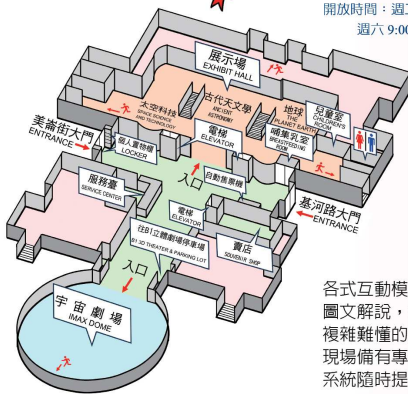 開放時間：週
週六 9:00
展示場
EXHIBIT HALL
太空科技
SPACE SCIENCE
AND TECHNOLOGY
古代天文學
ANCIENT
ASTRONOMY
地球
THE
PLANET EARTH
兒童室
CHILDREN'S
ROOM
電梯
ELEVATOR
哺集乳室
BREASTFEEDING
ROOM
美崙街大門
ENTRANCE
個人置物櫃
LOCKER
入口
自動售票機
服務臺
SERVICE CENTER
電梯
ELEVATOR
基河路大門
ENTRANCE
往B1立體劇場停車場
B1 3D THEATER & PARKING LOT
賣店
SOUVENIR SHOP
入口
宇宙劇場
IMAX DOME
各式互動模
圖文解說，
複雜難懂的
現場備有專
系統隨時提